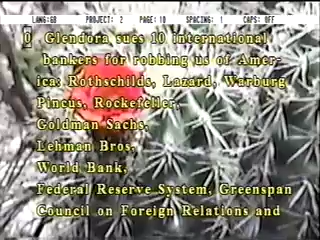 LANG:GB PROJECT: 2 PAGE:10 SPACING: 1 CAPS: OFF
0 Glendora sues 10 international
bankers for robbing us of Amer-
ica: Rothschilds, Lazard, Warburg
Pincus, Rockefeller,
Goldman Sachs,
Lehman Bros,
World Bank,
Federal Reserve System, Greenspan
Council on Foreign Relations and